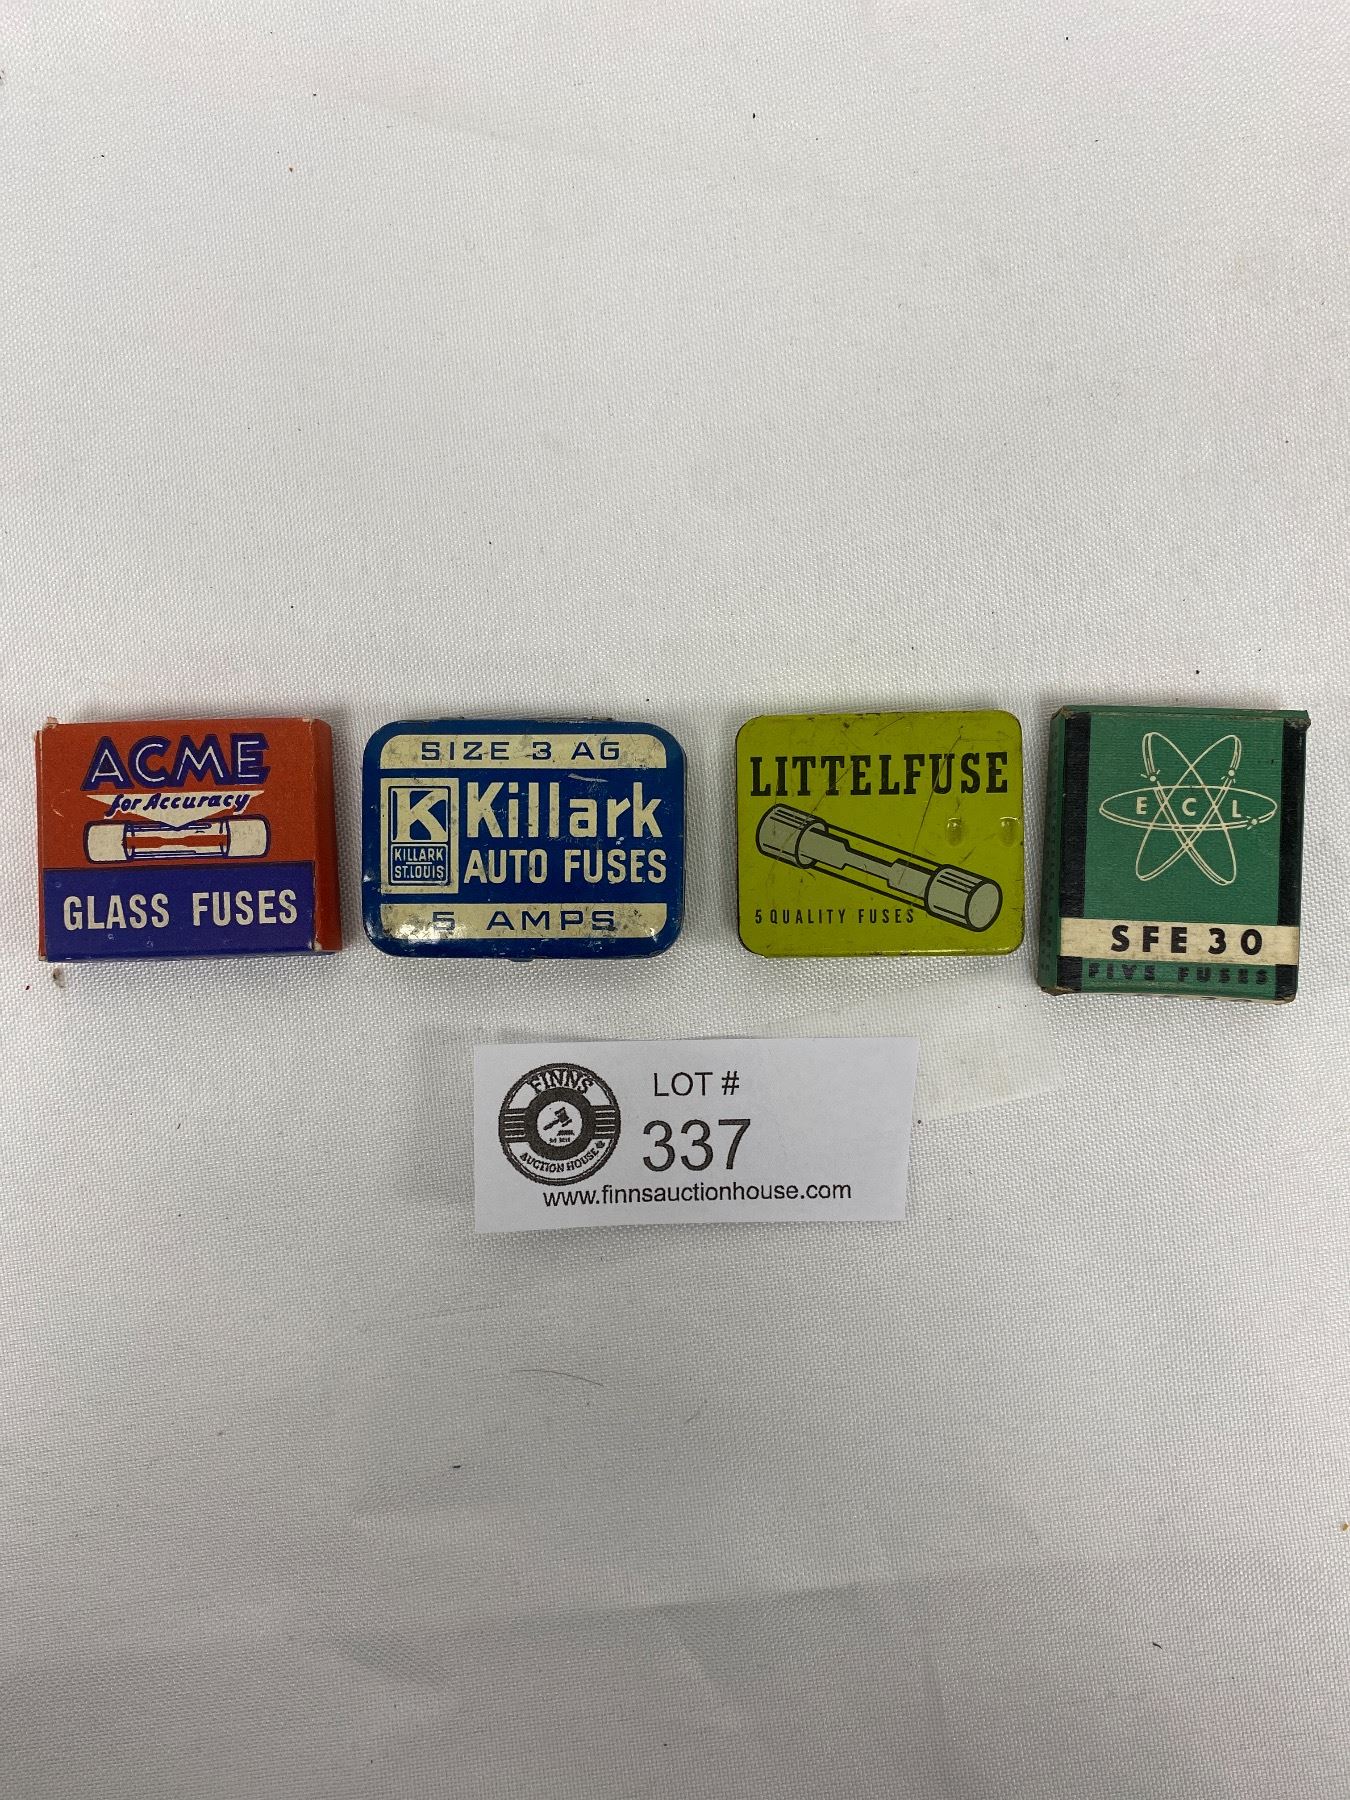 ACME
for Accuracy
GLASS FUSES
SIZE 3 AG
K
KILLARK
ST.LOUIS
Killark
AUTO FUSES
5 AMPS
LITTELFUSE
5 QUALITY FUSES
E C L
SFE 30
FIVE FUSES
FINNS
AUCTION HOUSE
LOT #
337
www.finnsauctionhouse.com